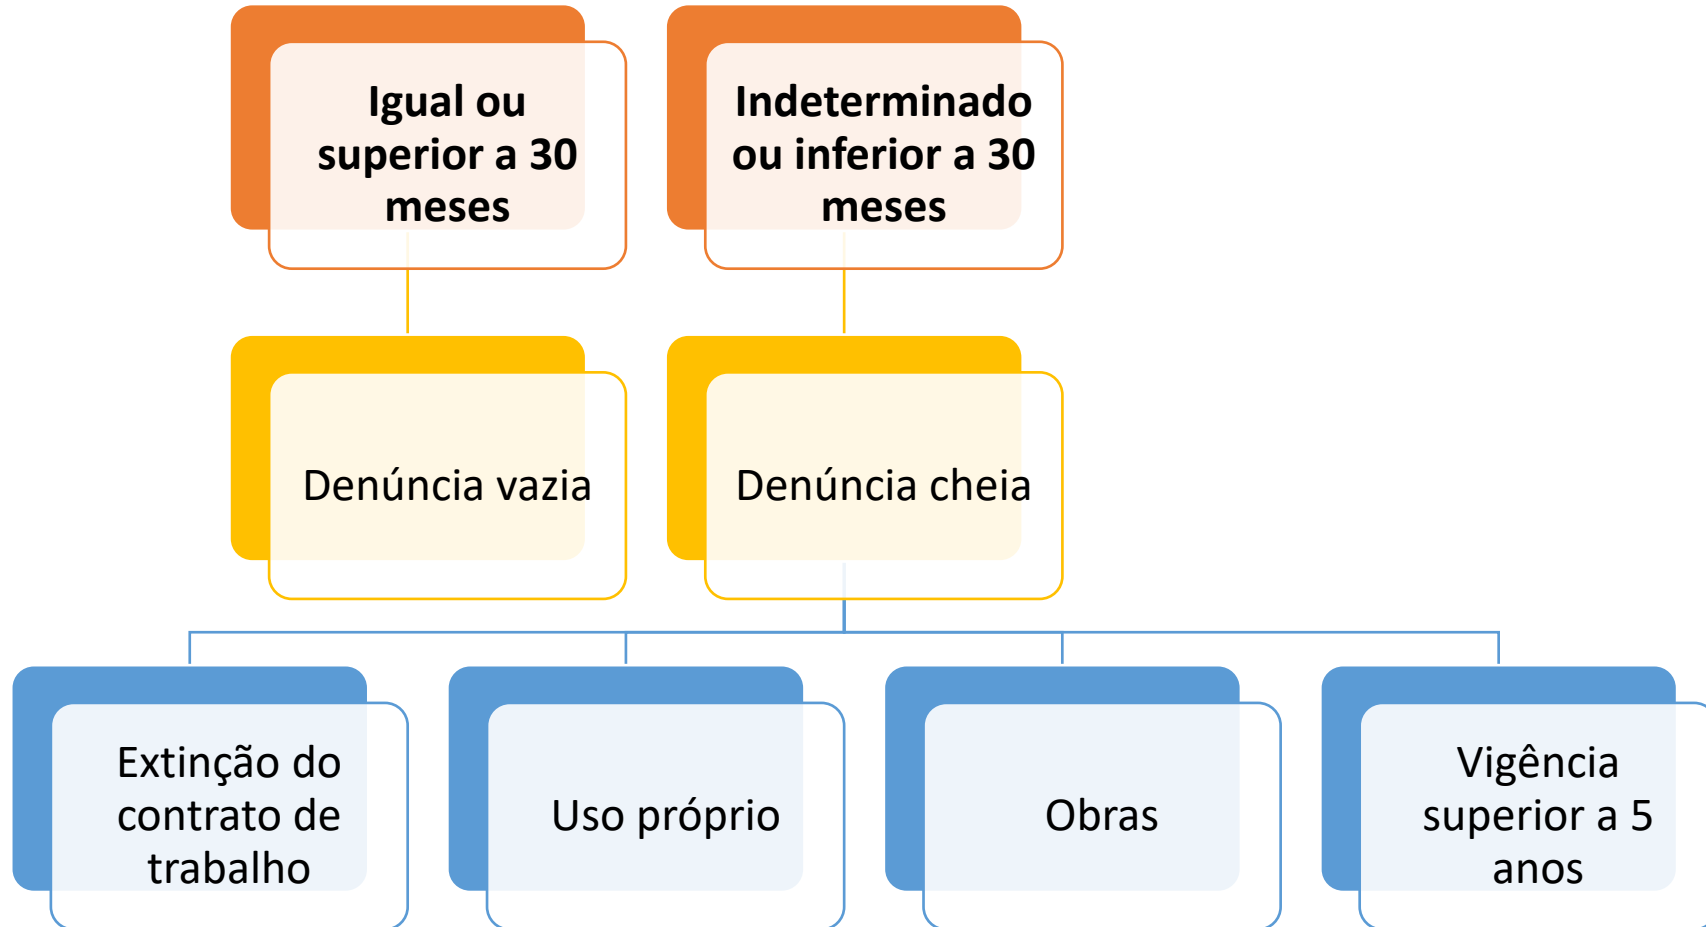 Igual ou
superior a 30
meses
Indeterminado
ou inferior a 30
meses
Denúncia vazia
Denúncia cheia
Extinção do
contrato de
trabalho
Uso próprio
Obras
Vigência
superior a 5
anos